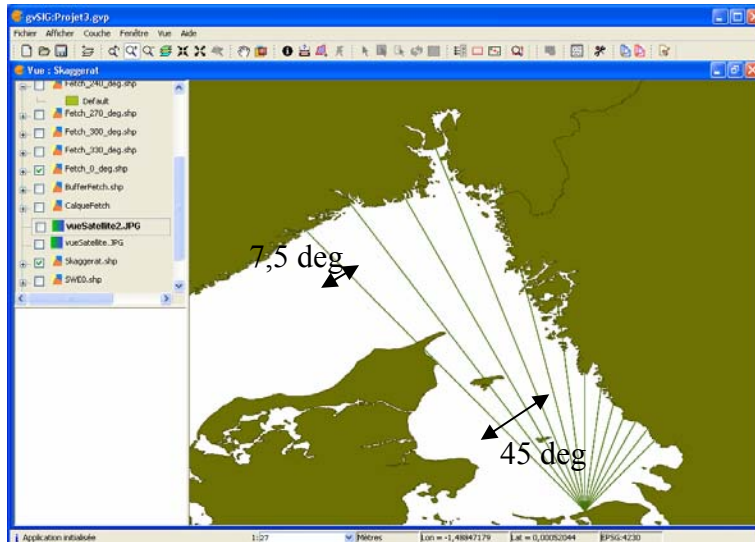 gvSIG:Projet3.gvp
Fichier Afficher Couche Fenêtre Vue Aide
Vue : Skaggerat
Fetch_240_deg.shp
Default
Fetch_270_deg.shp
Fetch_300_deg.shp
Fetch_330_deg.shp
Fetch_0_deg.shp
BufferFetch.shp
CalqueFetch
vueSatellite2.JPG
vueSatellite.JPG
Skaggerat.shp
SWE0.shp
7,5 deg
45 deg
Application initialisée
1:27
Mètres
Lon = -1,48847179
Lat = 0,00052044
EPSG:4230